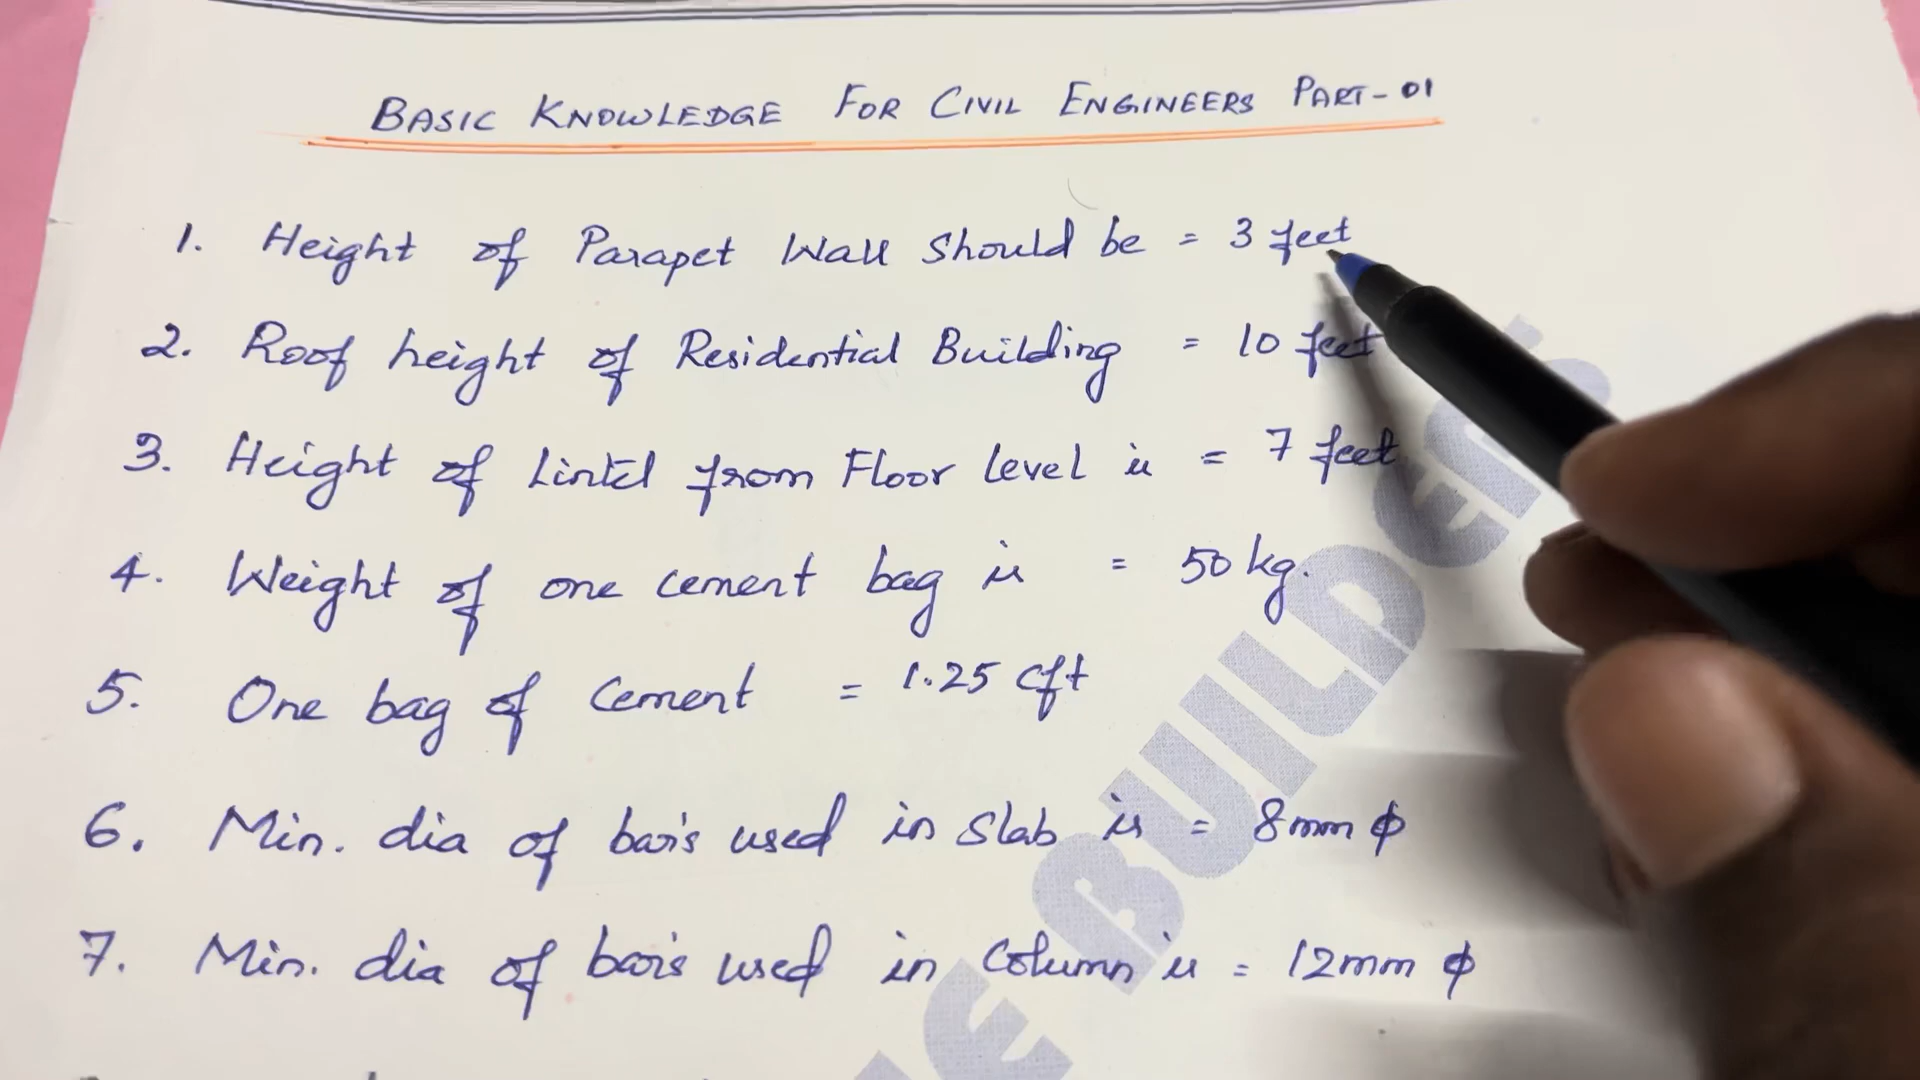 BASIC KNOWLEDGE FOR CIVIL ENGINEERS PART-01
1. Height of Parapet Wall Should be = 3 feet
2. Roof height of Residential Building = 10 feet
3. Height of Lintel from Floor Level is = 7 feet
4. Weight of one cement bag is = 50 kg.
5. One bag of Cement = 1.25 cft
6. Min. dia of bars used in Slab is = 8mm ϕ
7. Min. dia of bars used in Column is = 12mm ϕ
BUILDERS